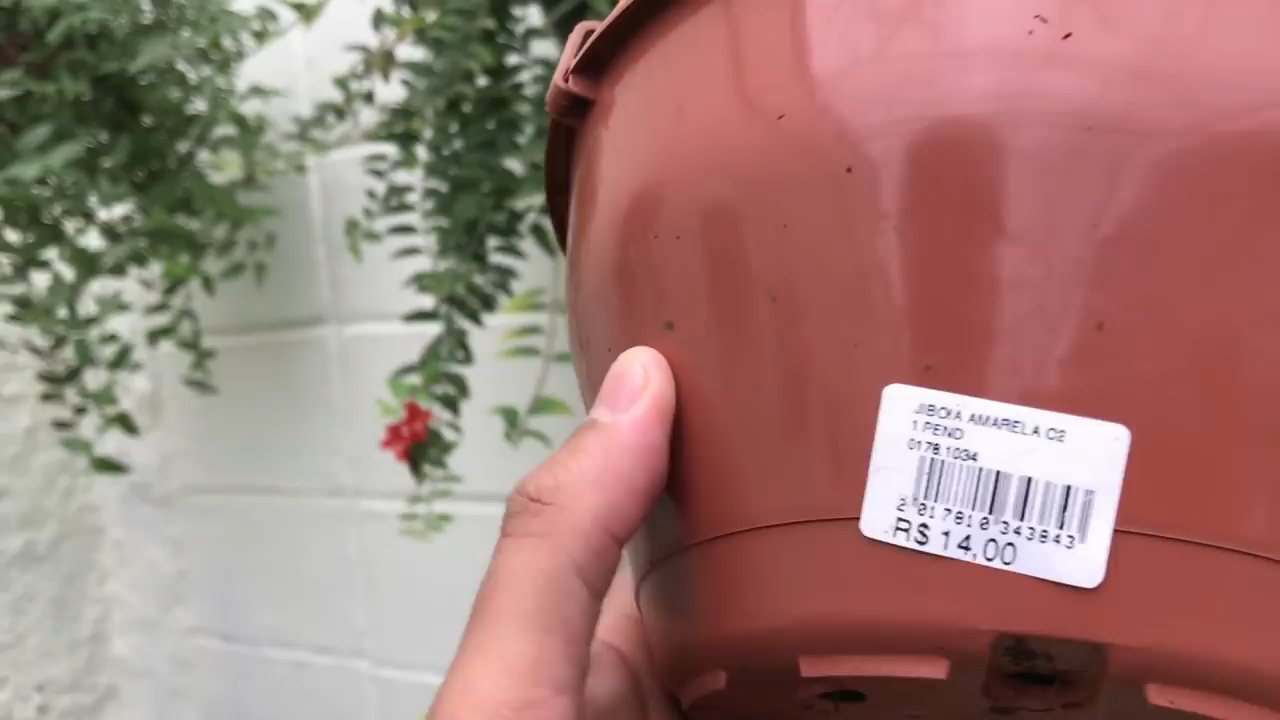 JIBOIA AMARELA C2
1 PEND
0178.1034
2 017810 343843
R$ 14,00